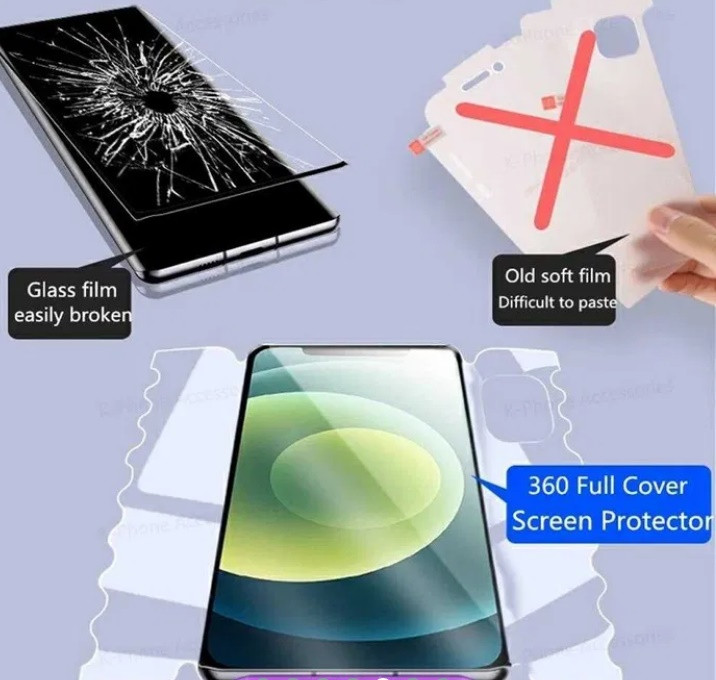 Glass film
easily broken
Old soft film
Difficult to paste
360 Full Cover
Screen Protector